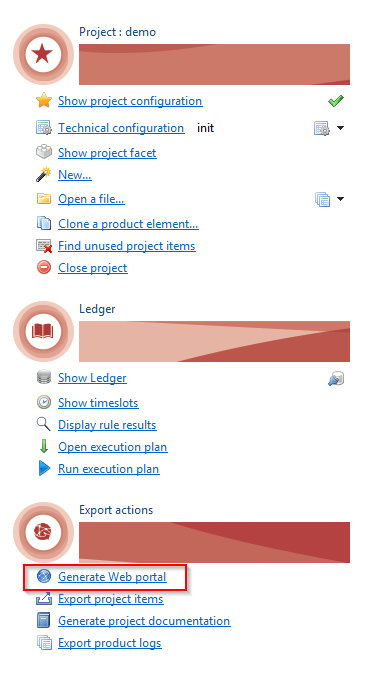 Project : demo
Show project configuration
Technical configuration init
Show project facet
New...
Open a file...
Clone a product element...
Find unused project items
Close project
Ledger
Show Ledger
Show timeslots
Display rule results
Open execution plan
Run execution plan
Export actions
Generate Web portal
Export project items
Generate project documentation
Export product logs